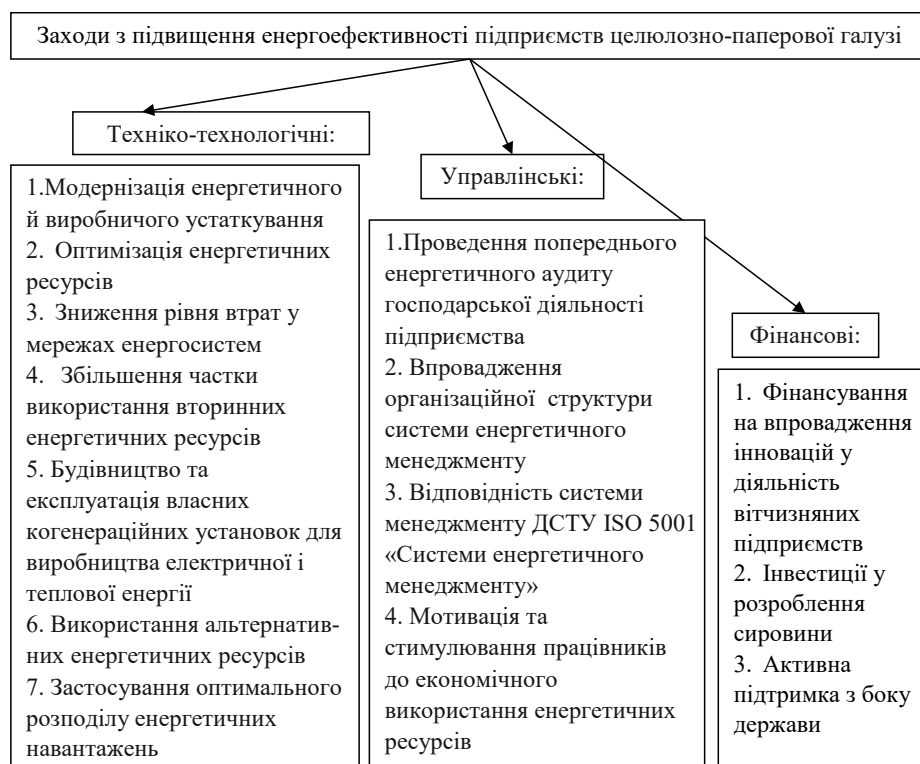 Заходи з підвищення енергоефективності підприємств целюлозно-паперової галузі
Техніко-технологічні:
1.Модернізація енергетичного
й виробничого устаткування
2. Оптимізація енергетичних
ресурсів
3. Зниження рівня втрат у
мережах енергосистем
4. Збільшення частки
використання вторинних
енергетичних ресурсів
5. Будівництво та
експлуатація власних
когенераційних установок для
виробництва електричної і
теплової енергії
6. Використання альтернатив-
них енергетичних ресурсів
7. Застосування оптимального
розподілу енергетичних
навантажень
Управлінські:
1.Проведення попереднього
енергетичного аудиту
господарської діяльності
підприємства
2. Впровадження
організаційної структури
системи енергетичного
менеджменту
3. Відповідність системи
менеджменту ДСТУ ISO 5001
«Системи енергетичного
менеджменту»
4. Мотивація та
стимулювання працівників
до економічного
використання енергетичних
ресурсів
Фінансові:
1. Фінансування
на впровадження
інновацій у
діяльність
вітчизняних
підприємств
2. Інвестиції у
розроблення
сировини
3. Активна
підтримка з боку
держави